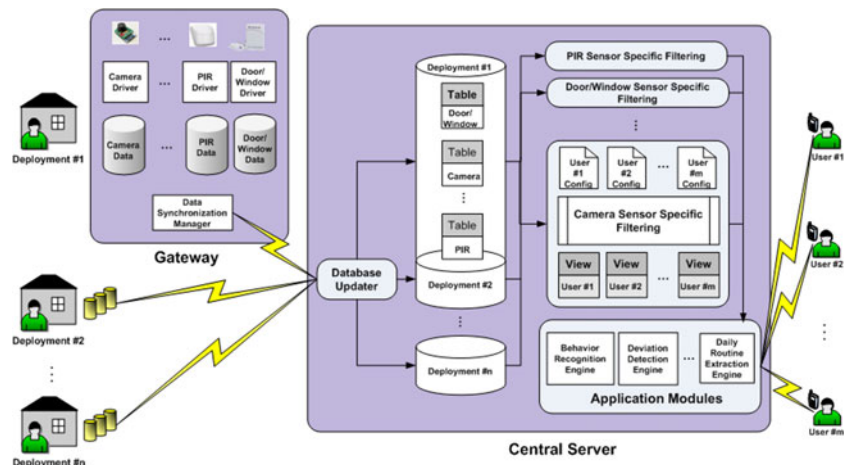 Deployment #1
Camera
Driver
...
PIR
Driver
Door/
Window
Driver
Camera
Data
...
PIR
Data
Door/
Window
Data
Data
Synchronization
Manager
Gateway
Deployment #2
Deployment #n
Database
Updater
Deployment #1
Table
Door/
Window
Table
Camera
Table
PIR
Deployment #2
Deployment #n
PIR Sensor Specific Filtering
Door/Window Sensor Specific
Filtering
User
#1
Config
User
#2
Config
...
User
#m
Config
Camera Sensor Specific
Filtering
View
User #1
View
User #2
...
View
User #m
Behavior
Recognition
Engine
Deviation
Detection
Engine
...
Daily
Routine
Extraction
Engine
Application Modules
Central Server
User #1
User #2
User #m